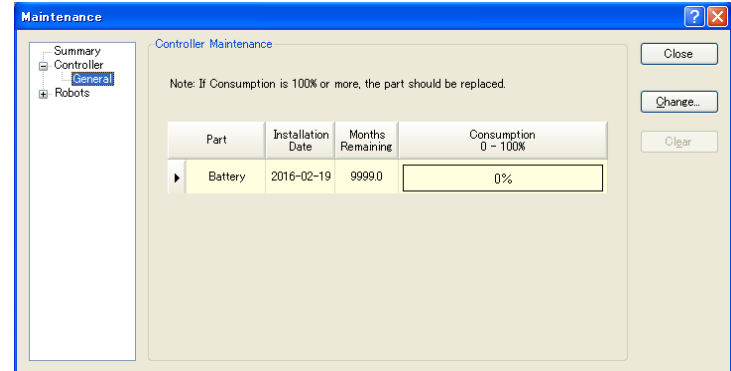 Maintenance
Summary
Controller
General
Robots
Controller Maintenance
Note: If Consumption is 100% or more, the part should be replaced.
Part Installation Date Months Remaining Consumption 0 - 100%
Battery 2016-02-19 9999.0 0%
Close
Change...
Clear